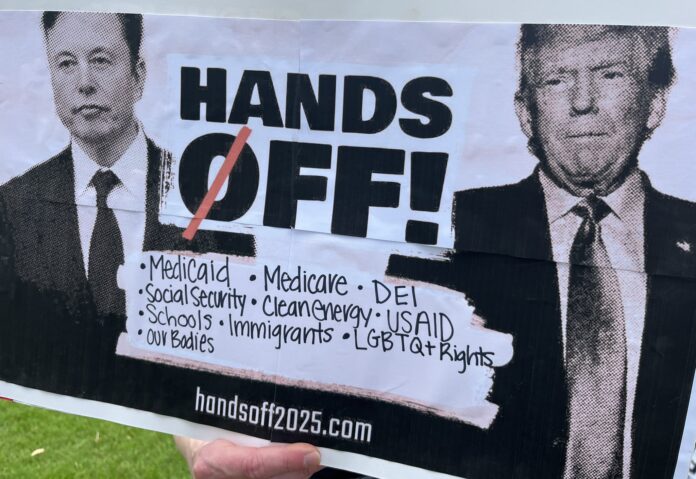 HANDS
OFF!
• Medicaid • Medicare • DEI
• Social Security • Clean energy • USAID
• Schools • Immigrants • LGBTQ+ Rights
• Our Bodies
handsoff2025.com